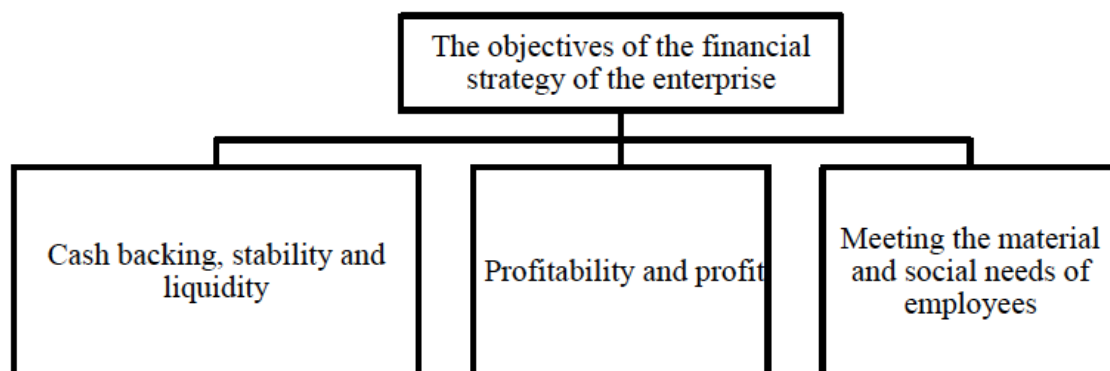 The objectives of the financial
strategy of the enterprise
Cash backing, stability and
liquidity
Profitability and profit
Meeting the material
and social needs of
employees